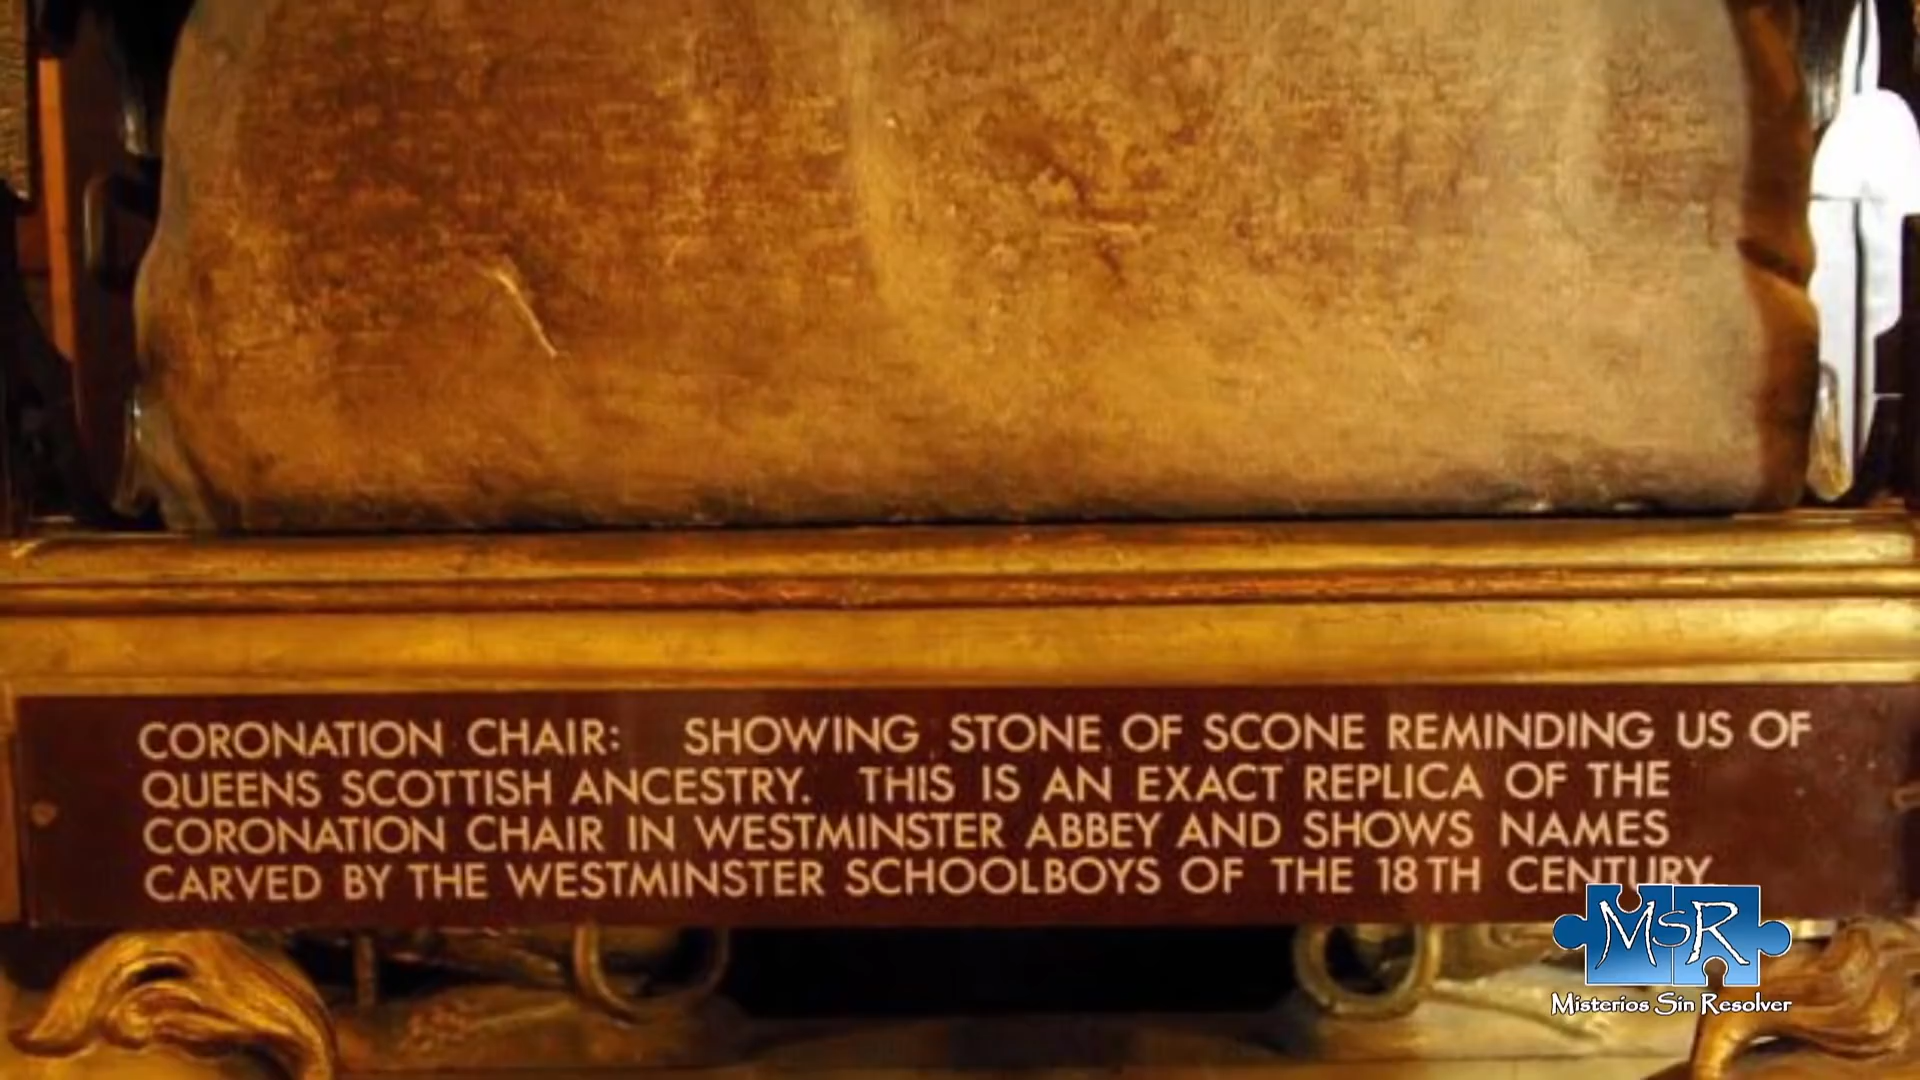 CORONATION CHAIR: SHOWING STONE OF SCONE REMINDING US OF
QUEENS SCOTTISH ANCESTRY. THIS IS AN EXACT REPLICA OF THE
CORONATION CHAIR IN WESTMINSTER ABBEY AND SHOWS NAMES
CARVED BY THE WESTMINSTER SCHOOLBOYS OF THE 18TH CENTURY
MSR
Misterios Sin Resolver